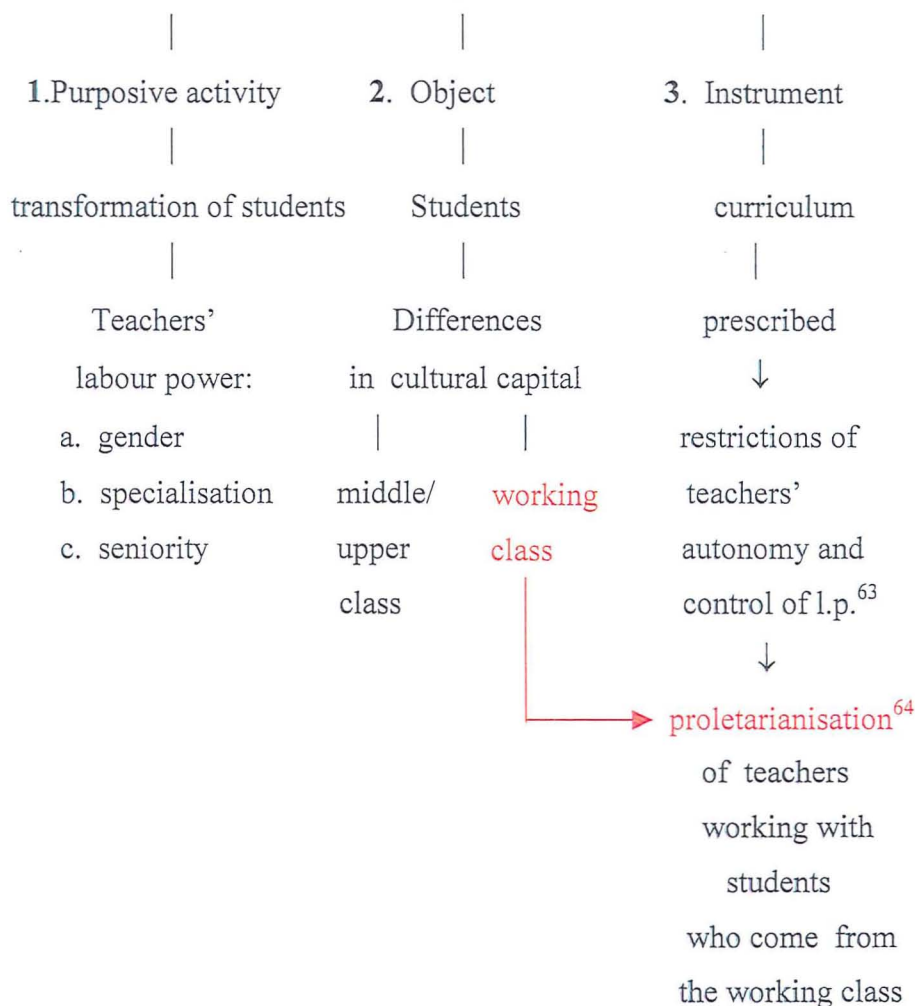 1.Purposive activity 2. Object 3. Instrument
transformation of students Students curriculum
Teachers’ Differences prescribed
labour power: in cultural capital ↓
a. gender restrictions of
b. specialisation middle/ working teachers’
c. seniority upper class autonomy and
class control of l.p.63
↓
proletarianisation64
of teachers
working with
students
who come from
the working class